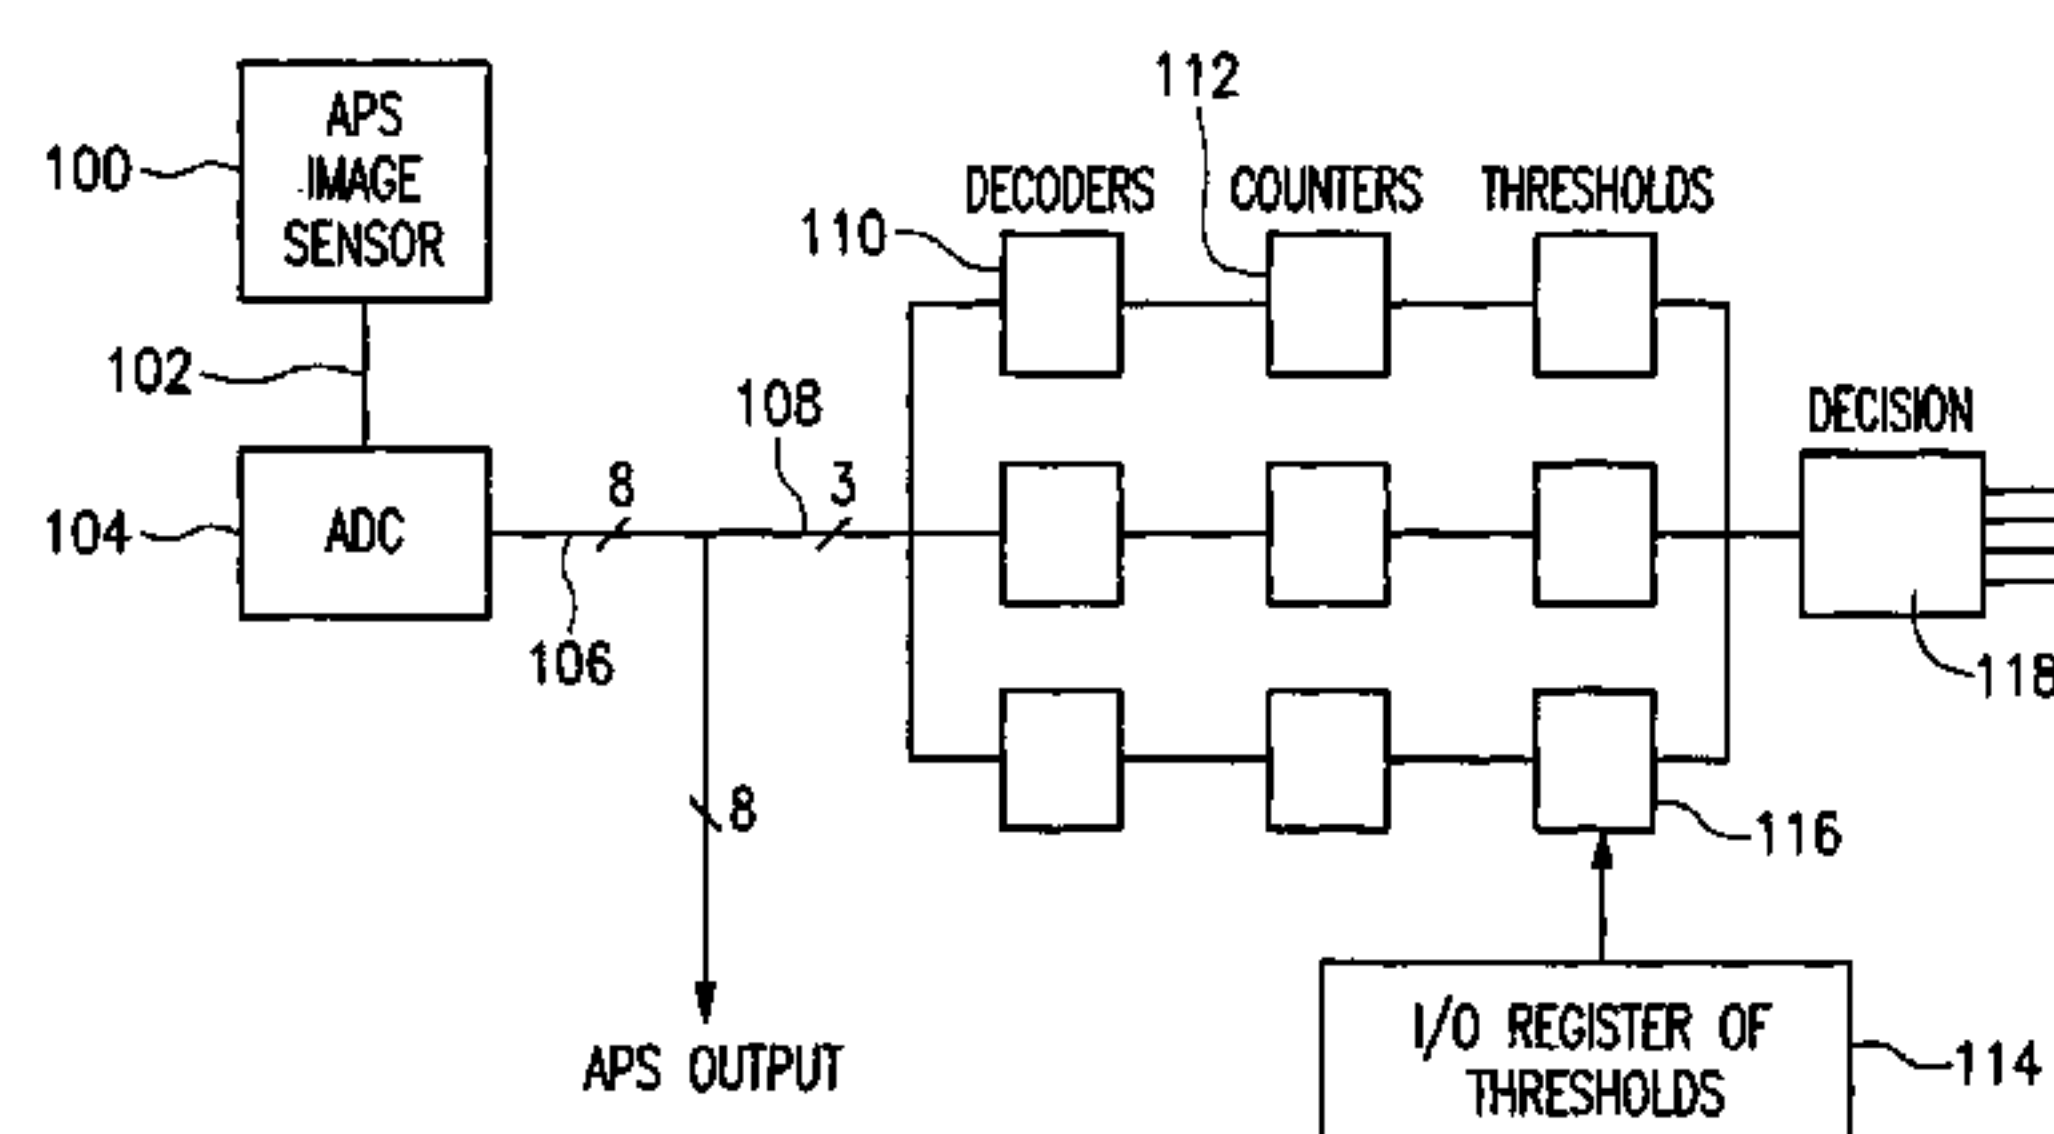 APS
IMAGE
SENSOR
100
102
104
ADC
106
8
108
3
8
APS OUTPUT
110
112
DECODERS
COUNTERS
THRESHOLDS
DECISION
118
116
I/O REGISTER OF
THRESHOLDS
114